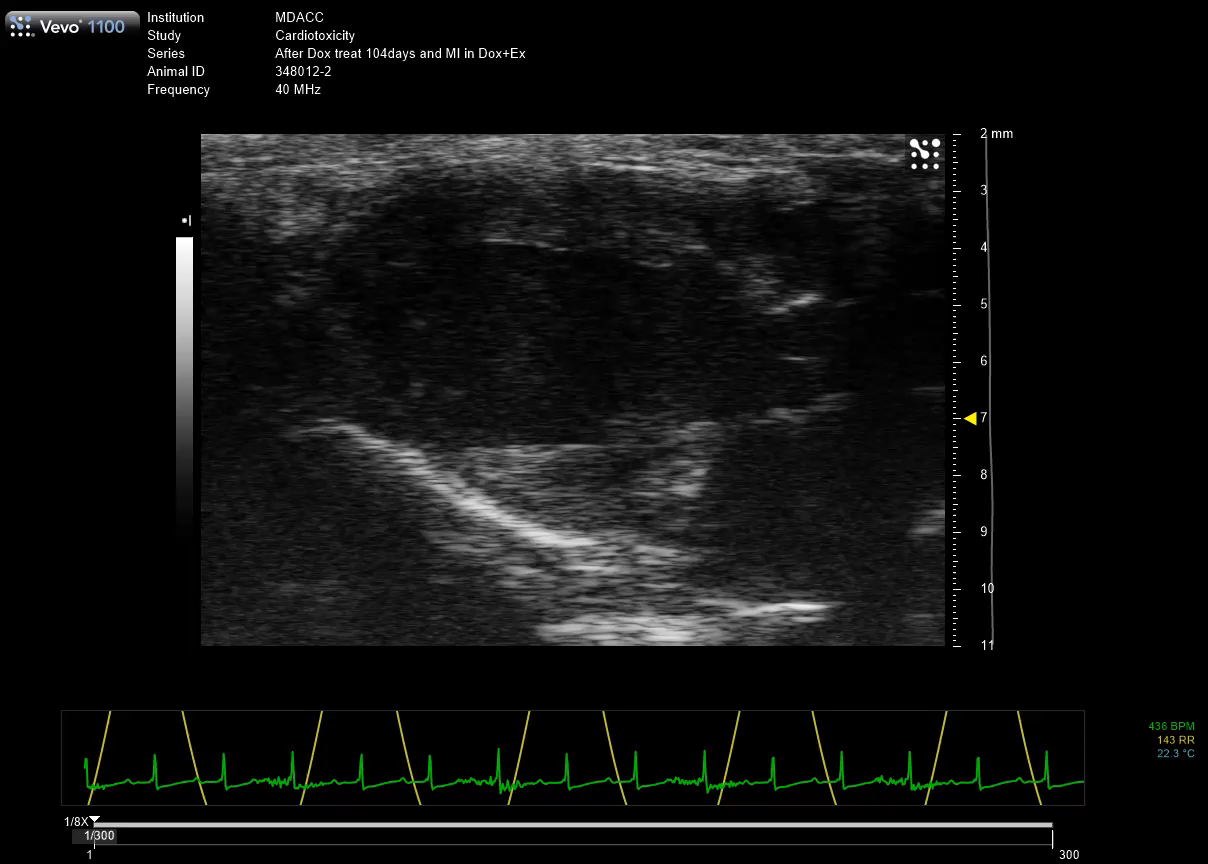 Vevo® 1100
Institution MDACC
Study Cardiotoxicity
Series After Dox treat 104days and MI in Dox+Ex
Animal ID 348012-2
Frequency 40 MHz
2 mm
3
4
5
6
7
8
9
10
11
436 BPM
143 RR
22.3 °C
1/8X
1/300
1
300